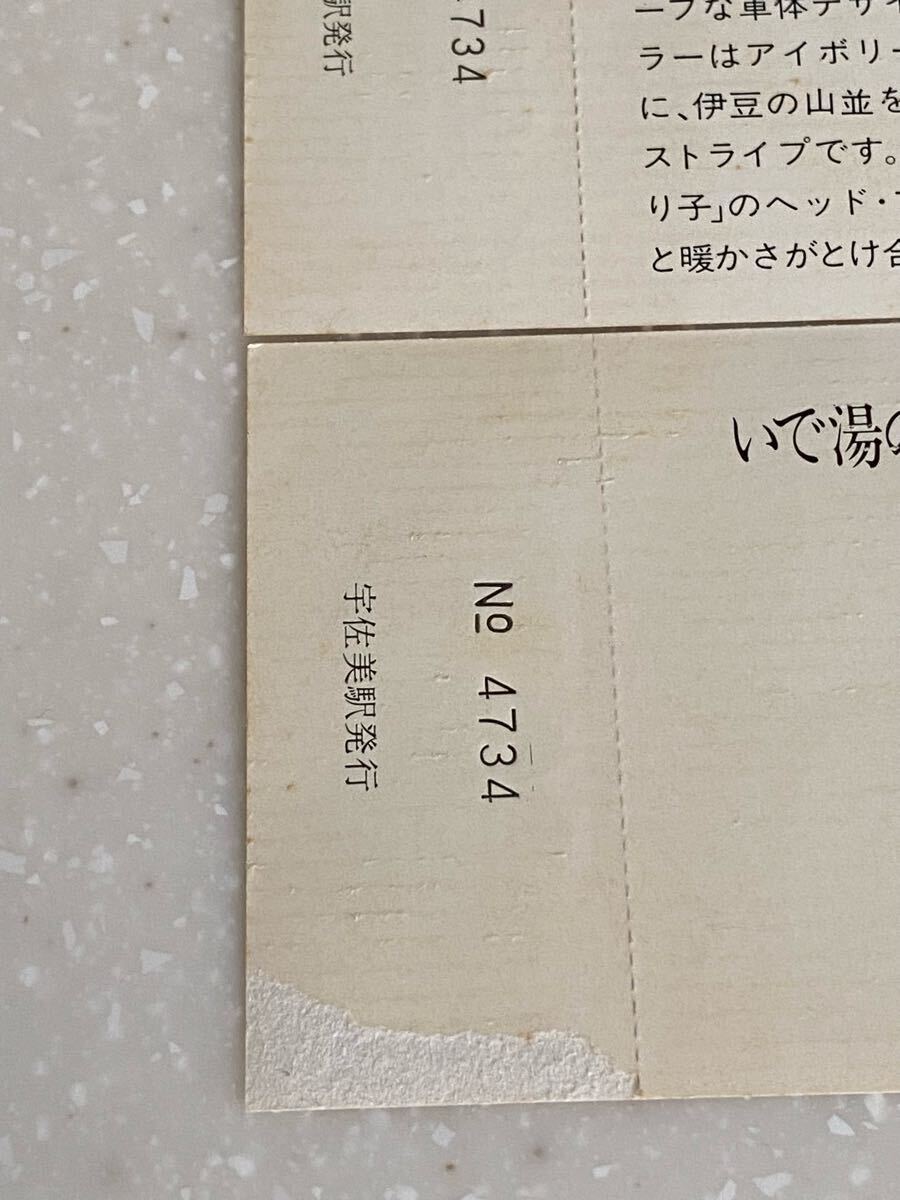 4734
駅発行
ープな車体デザイ
ラーはアイボリー
に、伊豆の山並を
ストライプです。
り子」のヘッド・
と暖かさがとけ合
いで湯の
No 4734
宇佐美駅発行